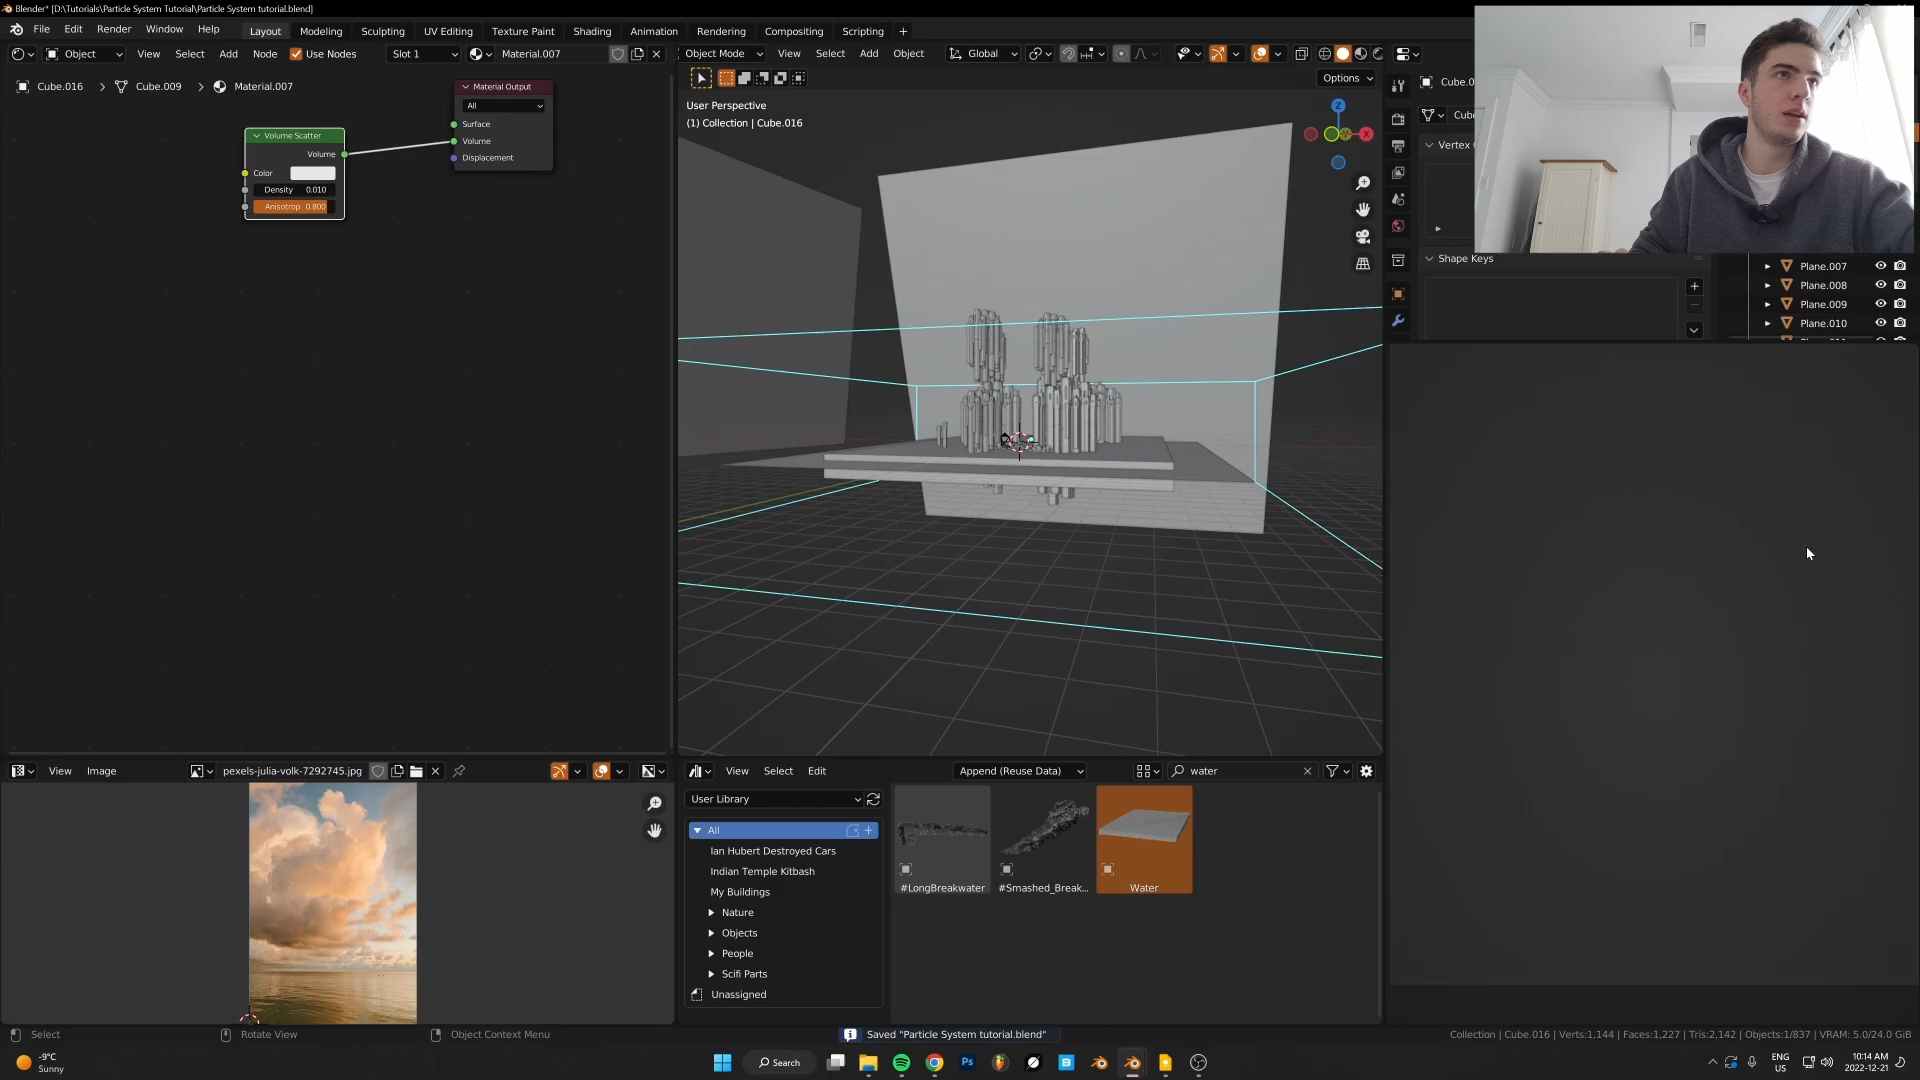 Blender* [D:\Tutorials\Particle System Tutorial\Particle System tutorial.blend]
File Edit Render Window Help Layout Modeling Sculpting UV Editing Texture Paint Shading Animation Rendering Compositing Scripting
Object View Select Add Node Use Nodes Slot 1 Material.007
Object Mode View Select Add Object Global
Options
Cube.016 > Cube.009 > Material.007
Material Output
All
Surface
Volume
Displacement
Volume Scatter
Volume
Color
Density 0.010
Anisotrop 0.800
User Perspective
(1) Collection | Cube.016
Z
X
Shape Keys
Plane.007
Plane.008
Plane.009
Plane.010
View Image pexels-julia-volk-7292745.jpg
View Select Edit Append (Reuse Data) water
User Library
All
Ian Hubert Destroyed Cars
Indian Temple Kitbash
My Buildings
Nature
Objects
People
Scifi Parts
Unassigned
#LongBreakwater
#Smashed_Break...
Water
Select Rotate View Object Context Menu
Saved "Particle System tutorial.blend"
Collection | Cube.016 | Verts:1,144 | Faces:1,227 | Tris:2,142 | Objects:1/837 | VRAM: 5.0/24.0 GiB
-9°C
Sunny
Search
Ps
ENG
US
10:14 AM
2022-12-21